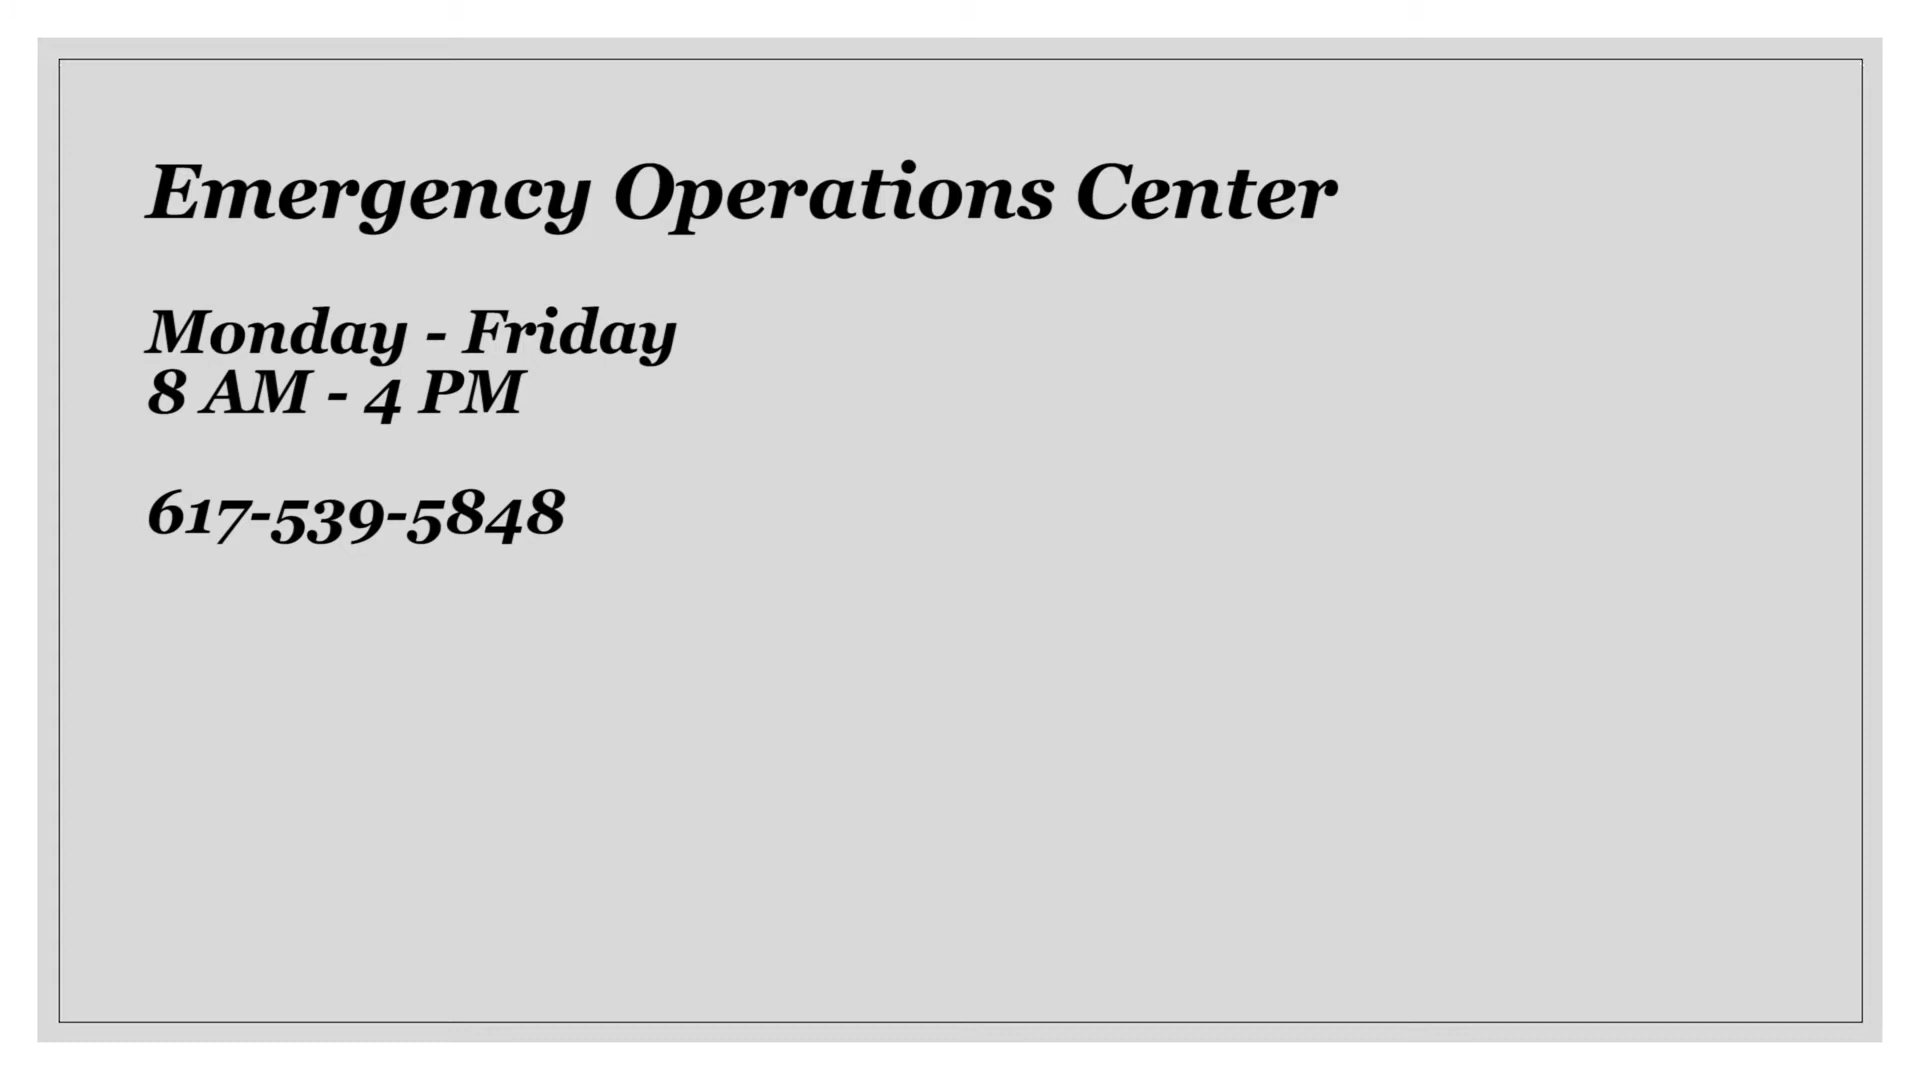 Emergency Operations Center
Monday - Friday
8 AM - 4 PM
617-539-5848